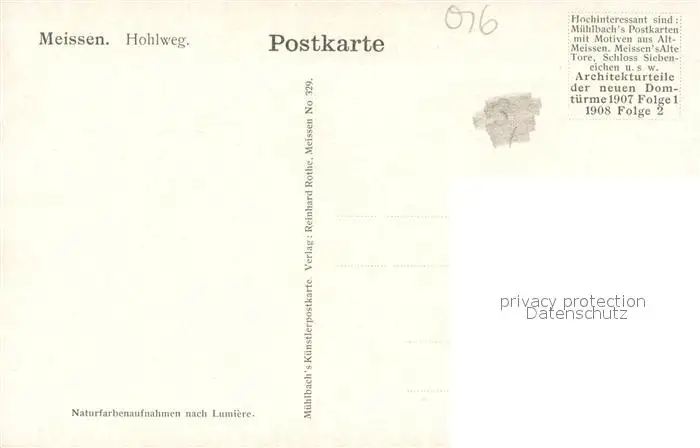 Meissen. Hohlweg.
Postkarte
016
Hochinteressant sind:
Mühlbach's Postkarten
mit Motiven aus Alt-
Meissen. Meissen'sAlte
Tore, Schloss Sieben-
eichen u. s w.
Architekturteile
der neuen Dom-
türme 1907 Folge 1
1908 Folge 2
Mühlbach's Künstlerpostkarte. Verlag: Reinhard Rothe, Meissen No 329.
privacy protection
Datenschutz
Naturfarbenaufnahmen nach Lumière.